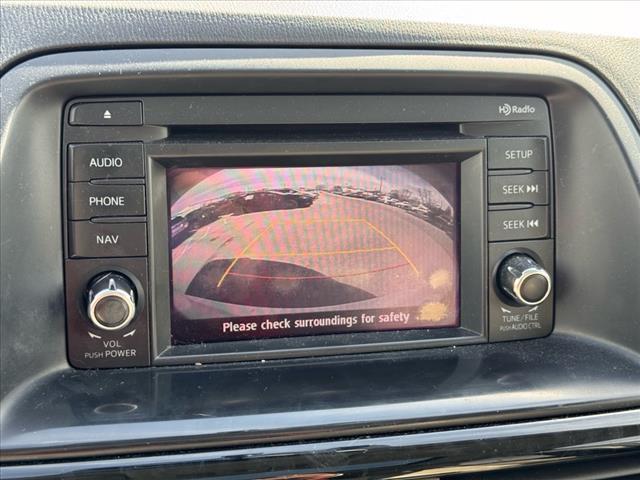 HD Radio
AUDIO
PHONE
NAV
VOL
PUSH POWER
SETUP
SEEK
SEEK
TUNE/FILE
PUSH AUDIO CTRL
Please check surroundings for safety